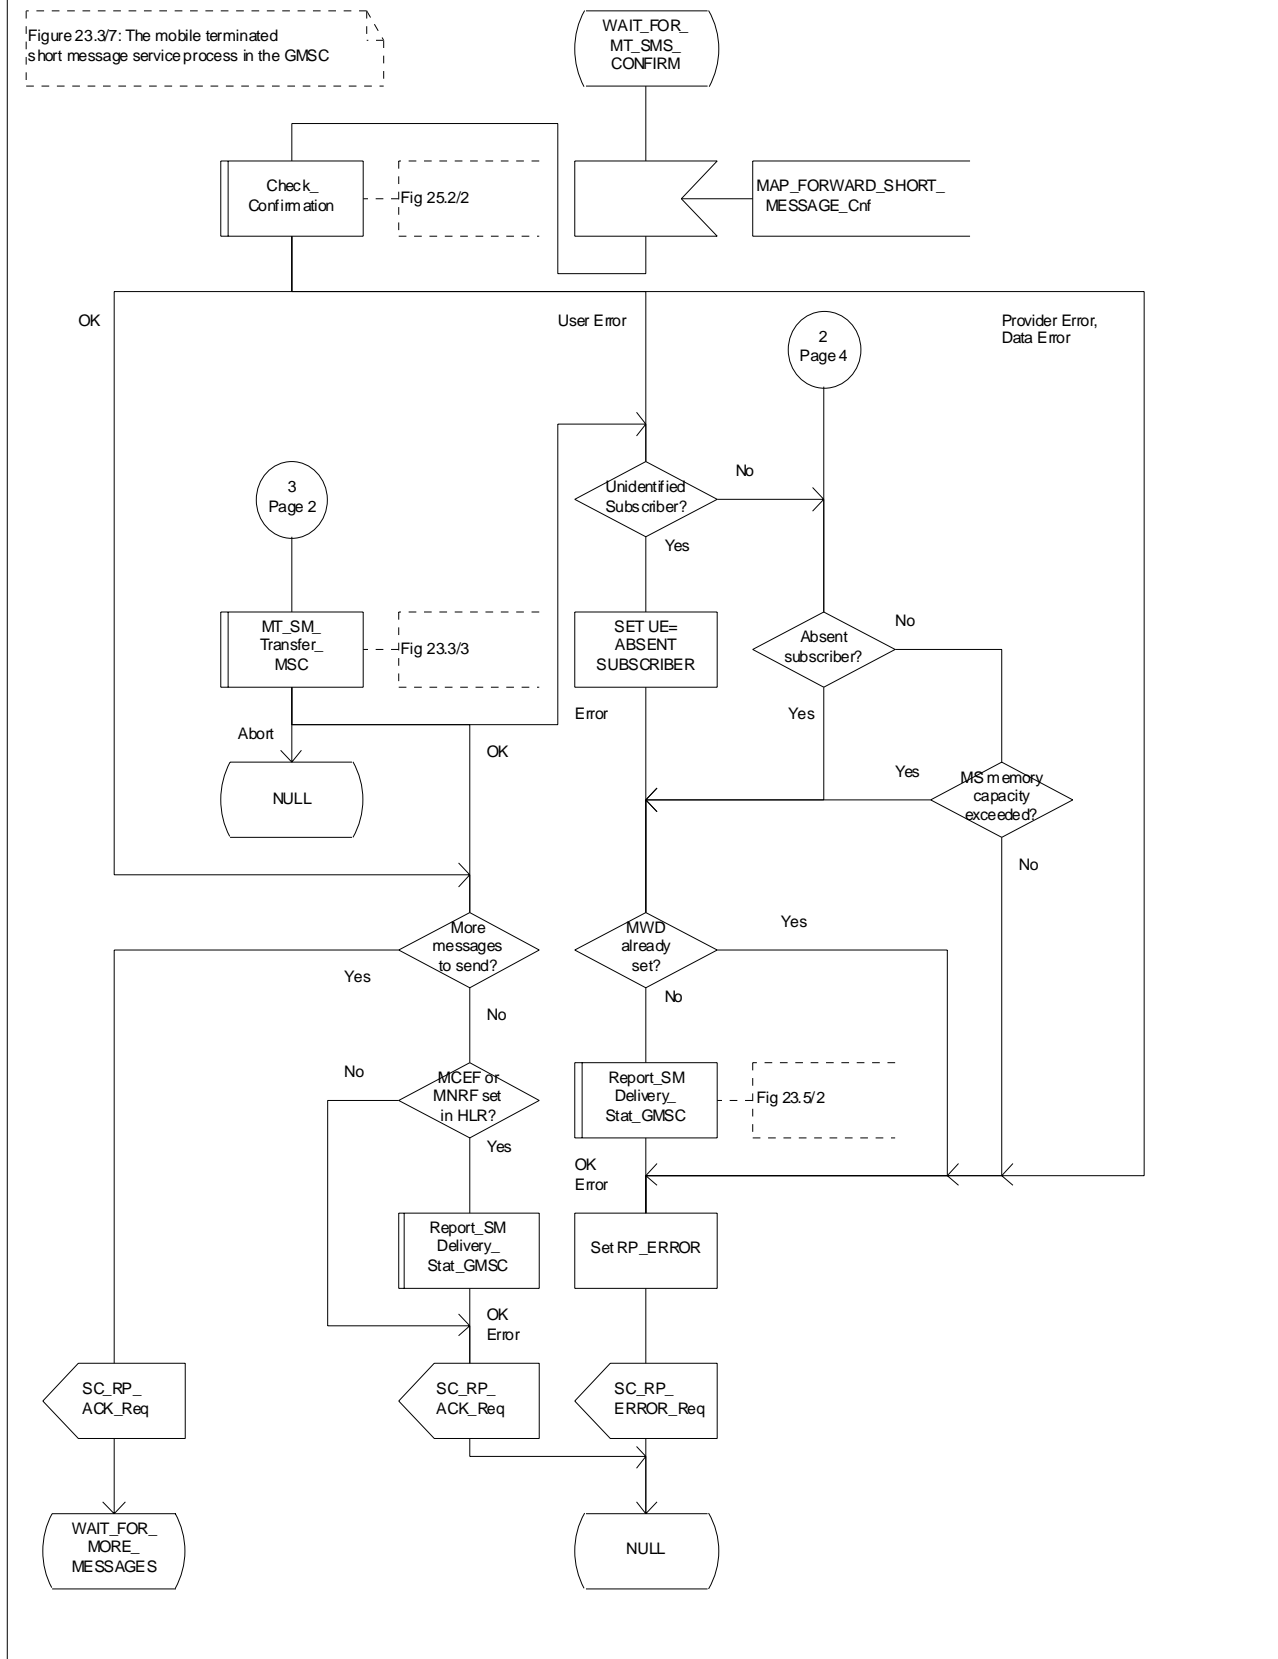 Figure 23.3/7: The mobile terminated
short message service process in the GMSC
WAIT_FOR_
MT_SMS_
CONFIRM
Check_
Confirmation
Fig 25.2/2
MAP_FORWARD_SHORT_
MESSAGE_Cnf
OK
User Error
Provider Error,
Data Error
2
Page 4
No
3
Page 2
Unidentified
Subscriber?
Yes
MT_SM_
Transfer_
MSC
Fig 23.3/3
SET UE=
ABSENT
SUBSCRIBER
Absent
subscriber?
No
Abort
OK
Error
Yes
NULL
Yes
MS memory
capacity
exceeded?
No
More
messages
to send?
MWD
already
set?
Yes
Yes
No
No
No
MCEF or
MNRF set
in HLR?
Yes
Report_SM
Delivery_
Stat_GMSC
Fig 23.5/2
OK
Error
Report_SM
Delivery_
Stat_GMSC
Set RP_ERROR
OK
Error
SC_RP_
ACK_Req
SC_RP_
ACK_Req
SC_RP_
ERROR_Req
WAIT_FOR_
MORE_
MESSAGES
NULL